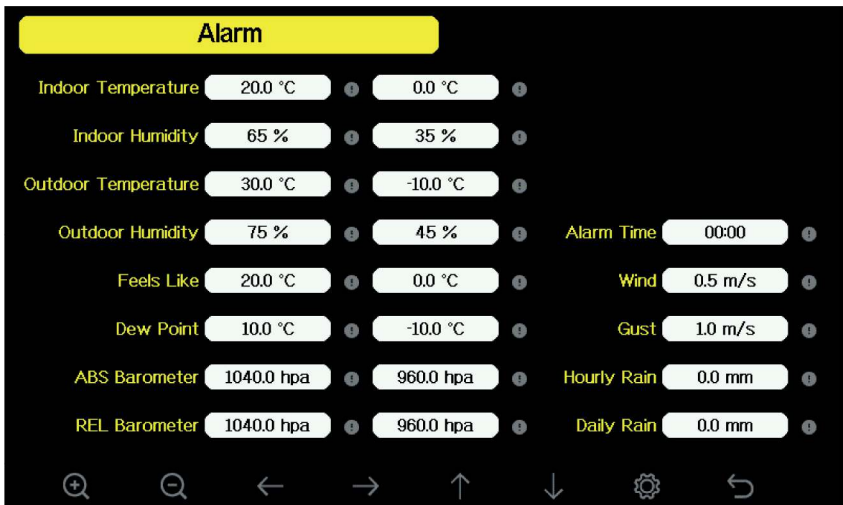 Alarm
Indoor Temperature 20.0 °C 0.0 °C
Indoor Humidity 65 % 35 %
Outdoor Temperature 30.0 °C -10.0 °C
Outdoor Humidity 75 % 45 % Alarm Time 00:00
Feels Like 20.0 °C 0.0 °C Wind 0.5 m/s
Dew Point 10.0 °C -10.0 °C Gust 1.0 m/s
ABS Barometer 1040.0 hpa 960.0 hpa Hourly Rain 0.0 mm
REL Barometer 1040.0 hpa 960.0 hpa Daily Rain 0.0 mm